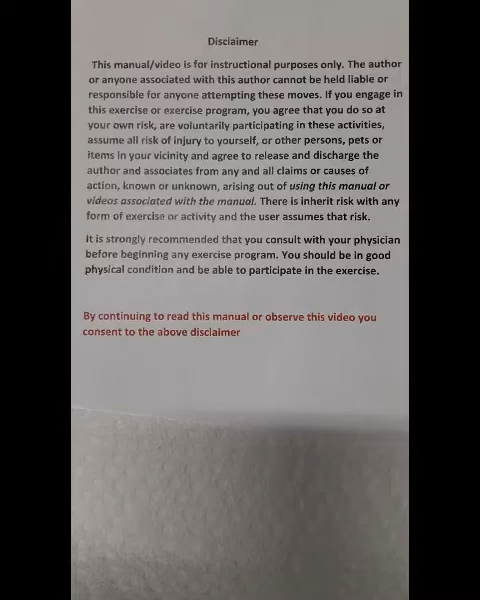 Disclaimer
This manual/video is for instructional purposes only. The author
or anyone associated with this author cannot be held liable or
responsible for anyone attempting these moves. If you engage in
this exercise or exercise program, you agree that you do so at
your own risk, are voluntarily participating in these activities,
assume all risk of injury to yourself, or other persons, pets or
items in your vicinity and agree to release and discharge the
author and associates from any and all claims or causes of
action, known or unknown, arising out of using this manual or
videos associated with the manual. There is inherit risk with any
form of exercise or activity and the user assumes that risk.
It is strongly recommended that you consult with your physician
before beginning any exercise program. You should be in good
physical condition and be able to participate in the exercise.
By continuing to read this manual or observe this video you
consent to the above disclaimer